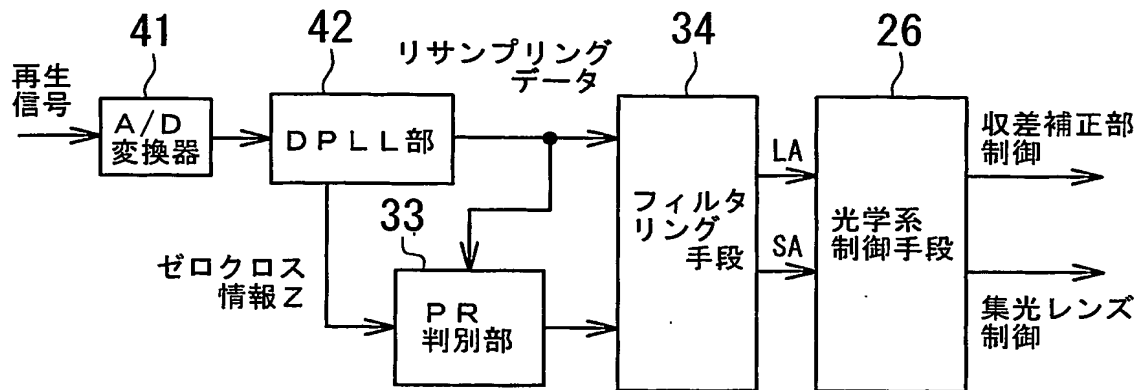 41
42
リサンプリング
データ
34
26
再生
信号
A/D
変換器
DPLL部
LA
収差補正部
制御
33
フィルタ
リング
手段
光学系
制御手段
SA
ゼロクロス
情報Z
PR
判別部
集光レンズ
制御